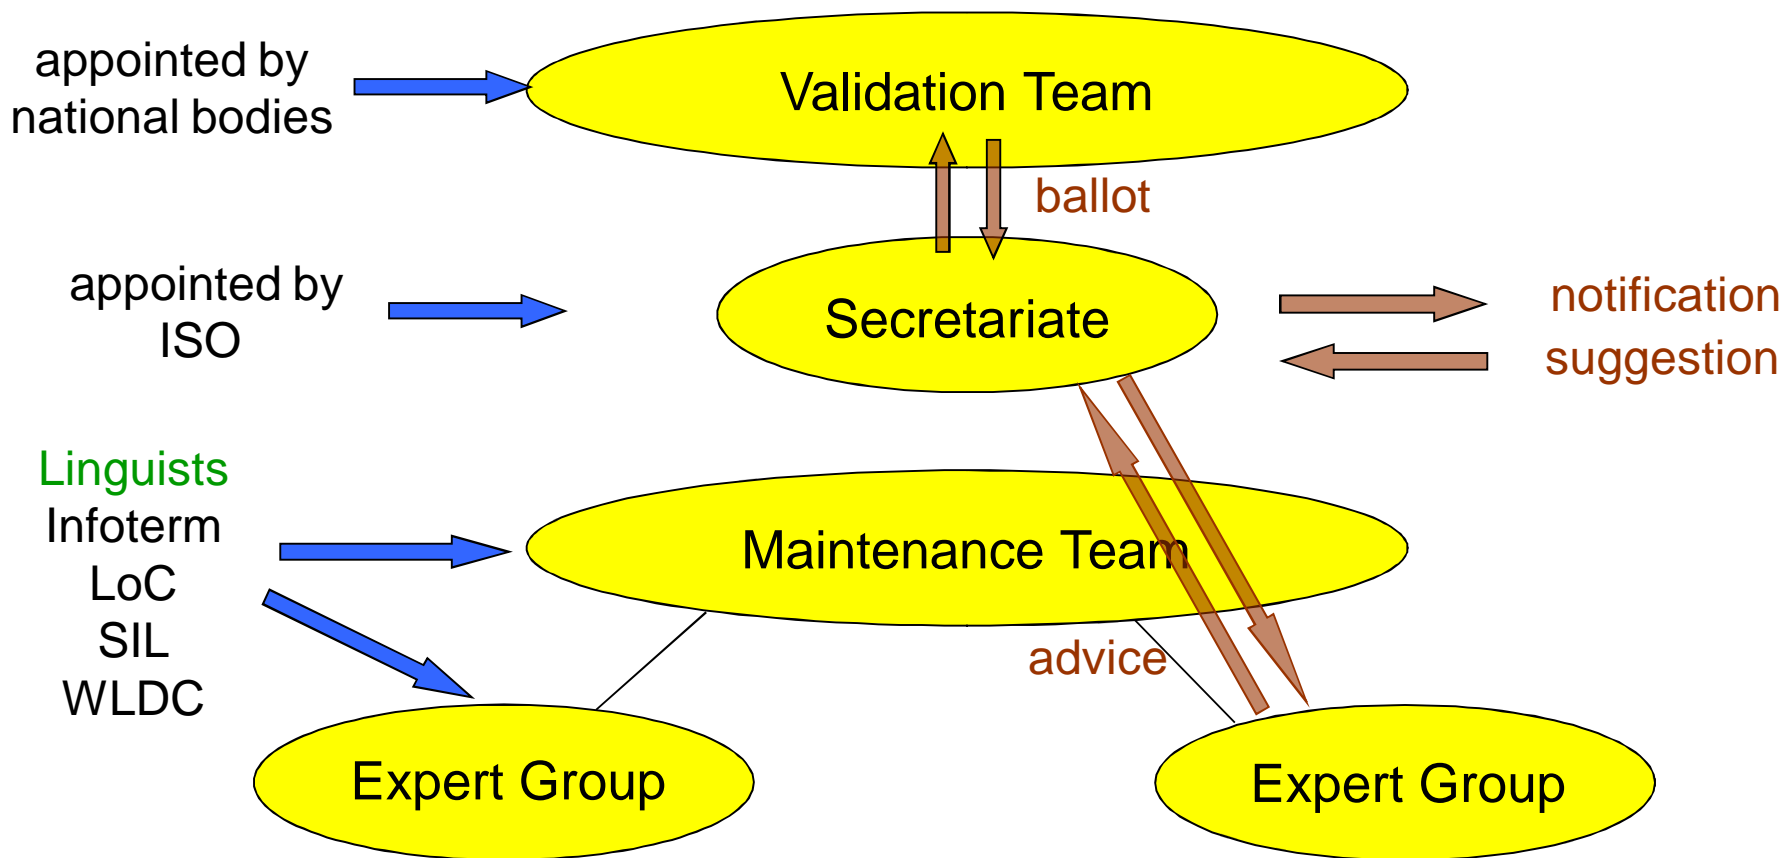 appointed by
national bodies
Validation Team
ballot
appointed by
ISO
Secretariate
notification
suggestion
Linguists
Infoterm
LoC
SIL
WLDC
Maintenance Team
advice
Expert Group
Expert Group